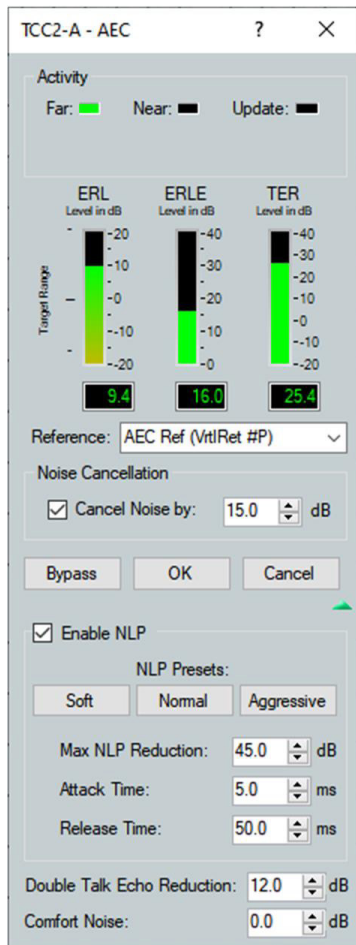 TCC2-A - AEC ? ×
Activity
Far: Near: Update:
ERL ERLE TER
Level in dB Level in dB Level in dB
Target Range
-20 -40 -40
-10 -30 -30
-0 -20 -20
-10 -10 -10
-20 -0 -0
9.4 16.0 25.4
Reference: AEC Ref (VrtlRet #P)
Noise Cancellation
Cancel Noise by: 15.0 dB
Bypass OK Cancel
Enable NLP
NLP Presets:
Soft Normal Aggressive
Max NLP Reduction: 45.0 dB
Attack Time: 5.0 ms
Release Time: 50.0 ms
Double Talk Echo Reduction: 12.0 dB
Comfort Noise: 0.0 dB